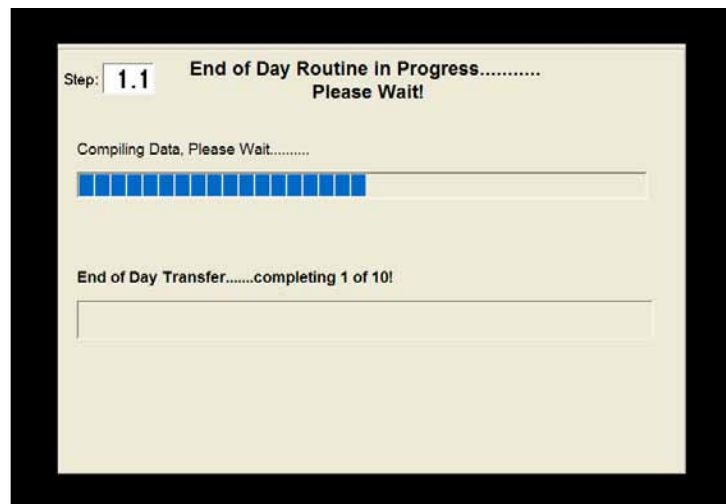 Step: 1.1
End of Day Routine in Progress...........
Please Wait!
Compiling Data, Please Wait..........
End of Day Transfer.......completing 1 of 10!